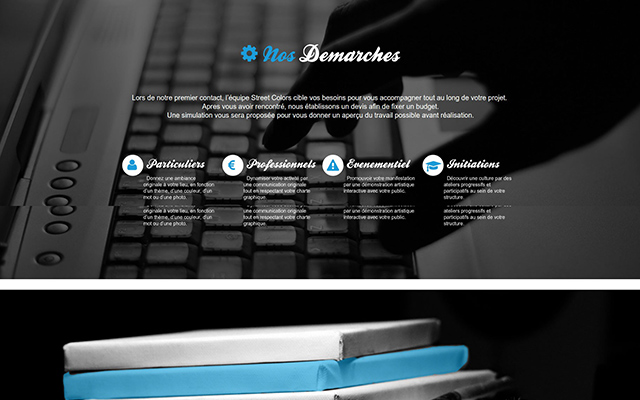 Nos Demarches
Lors de notre premier contact, l'équipe Street Colors cible vos besoins pour vous accompagner tout au long de votre projet.
Apres vous avoir rencontré, nous établissons un devis afin de fixer un budget.
Une simulation vous sera proposée pour vous donner un aperçu du travail possible avant réalisation.
Particuliers
Donnez une ambiance
originale à votre lieu, en fonction
d'un thème, d'une couleur, d'un
mot ou d'une photo.
originale à votre lieu, en fonction
d'un thème, d'une couleur, d'un
mot ou d'une photo.
Professionnels
Dynamiser votre activité par
une communication originale
tout en respectant votre charte
graphique.
une communication originale
tout en respectant votre charte
graphique.
Evenementiel
Promouvoir votre manifestation
par une démonstration artistique
interactive avec votre public.
par une démonstration artistique
interactive avec votre public.
Initiations
Découvrir une culture par des
ateliers progressifs et
participatifs au sein de votre
structure.
ateliers progressifs et
participatifs au sein de votre
structure.